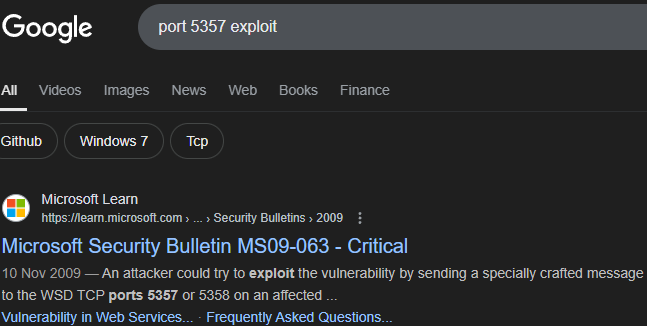 Google
port 5357 exploit
All Videos Images News Web Books Finance
Github Windows 7 Tcp
Microsoft Learn
https://learn.microsoft.com › ... › Security Bulletins › 2009
Microsoft Security Bulletin MS09-063 - Critical
10 Nov 2009 — An attacker could try to exploit the vulnerability by sending a specially crafted message
to the WSD TCP ports 5357 or 5358 on an affected ...
Vulnerability in Web Services... · Frequently Asked Questions...